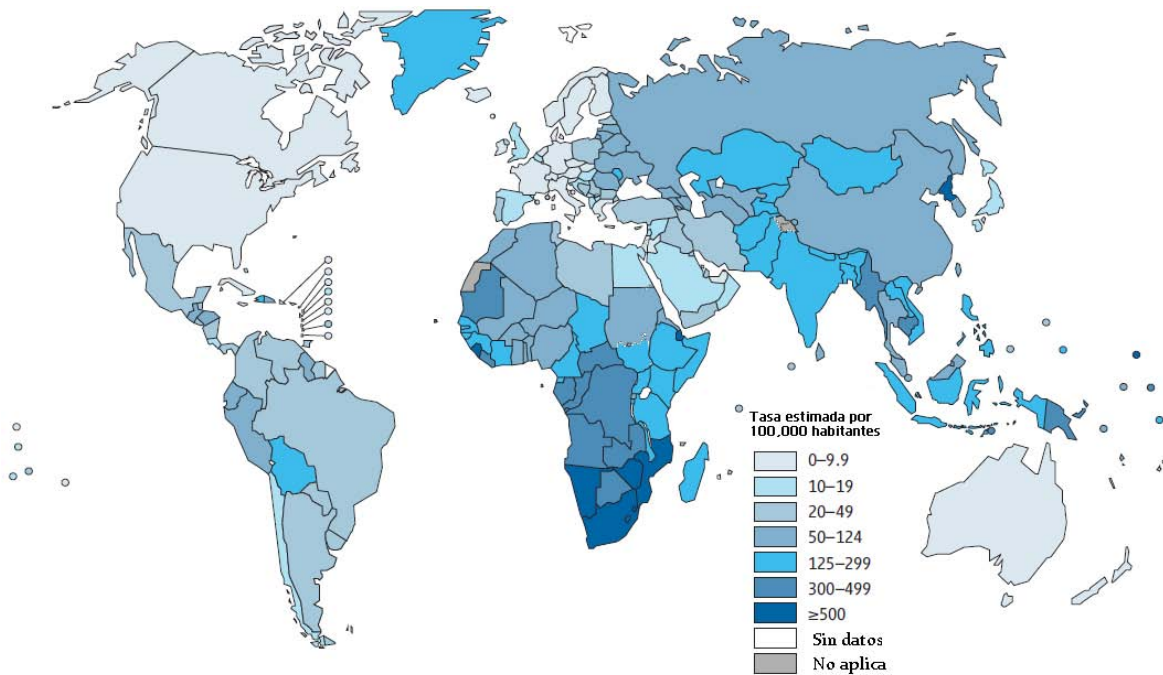 Tasa estimada por
100,000 habitantes
0–9.9
10–19
20–49
50–124
125–299
300–499
≥500
Sin datos
No aplica